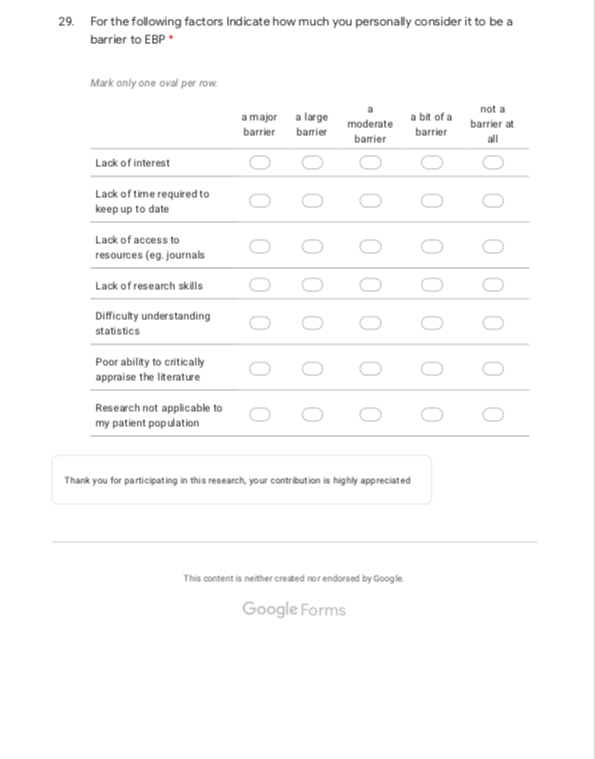 29. For the following factors Indicate how much you personally consider it to be a
barrier to EBP *
Mark only one oval per row.
a major
barrier
a large
barrier
a
moderate
barrier
a bit of a
barrier
not a
barrier at
all
Lack of interest
Lack of time required to
keep up to date
Lack of access to
resources (eg. journals
Lack of research skills
Difficulty understanding
statistics
Poor ability to critically
appraise the literature
Research not applicable to
my patient population
Thank you for participating in this research, your contribution is highly appreciated
This content is neither created nor endorsed by Google.
Google Forms